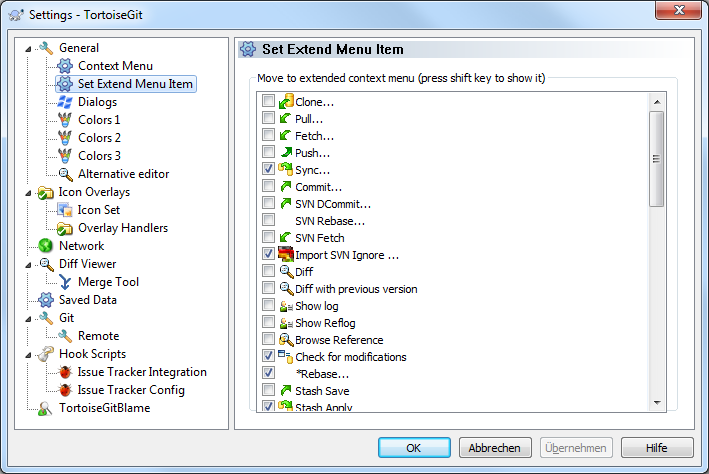 Settings - TortoiseGit
General
Context Menu
Set Extend Menu Item
Dialogs
Colors 1
Colors 2
Colors 3
Alternative editor
Icon Overlays
Icon Set
Overlay Handlers
Network
Diff Viewer
Merge Tool
Saved Data
Git
Remote
Hook Scripts
Issue Tracker Integration
Issue Tracker Config
TortoiseGitBlame
Set Extend Menu Item
Move to extended context menu (press shift key to show it)
Clone...
Pull...
Fetch...
Push...
Sync...
Commit...
SVN DCommit...
SVN Rebase...
SVN Fetch
Import SVN Ignore ...
Diff
Diff with previous version
Show log
Show Reflog
Browse Reference
Check for modifications
*Rebase...
Stash Save
Stash Apply
OK
Abbrechen
Übernehmen
Hilfe